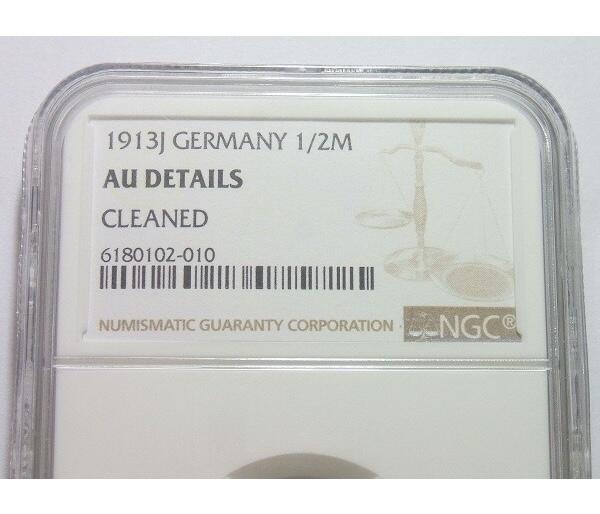 1913J GERMANY 1/2M
AU DETAILS
CLEANED
6180102-010
NUMISMATIC GUARANTY CORPORATION · NGC®